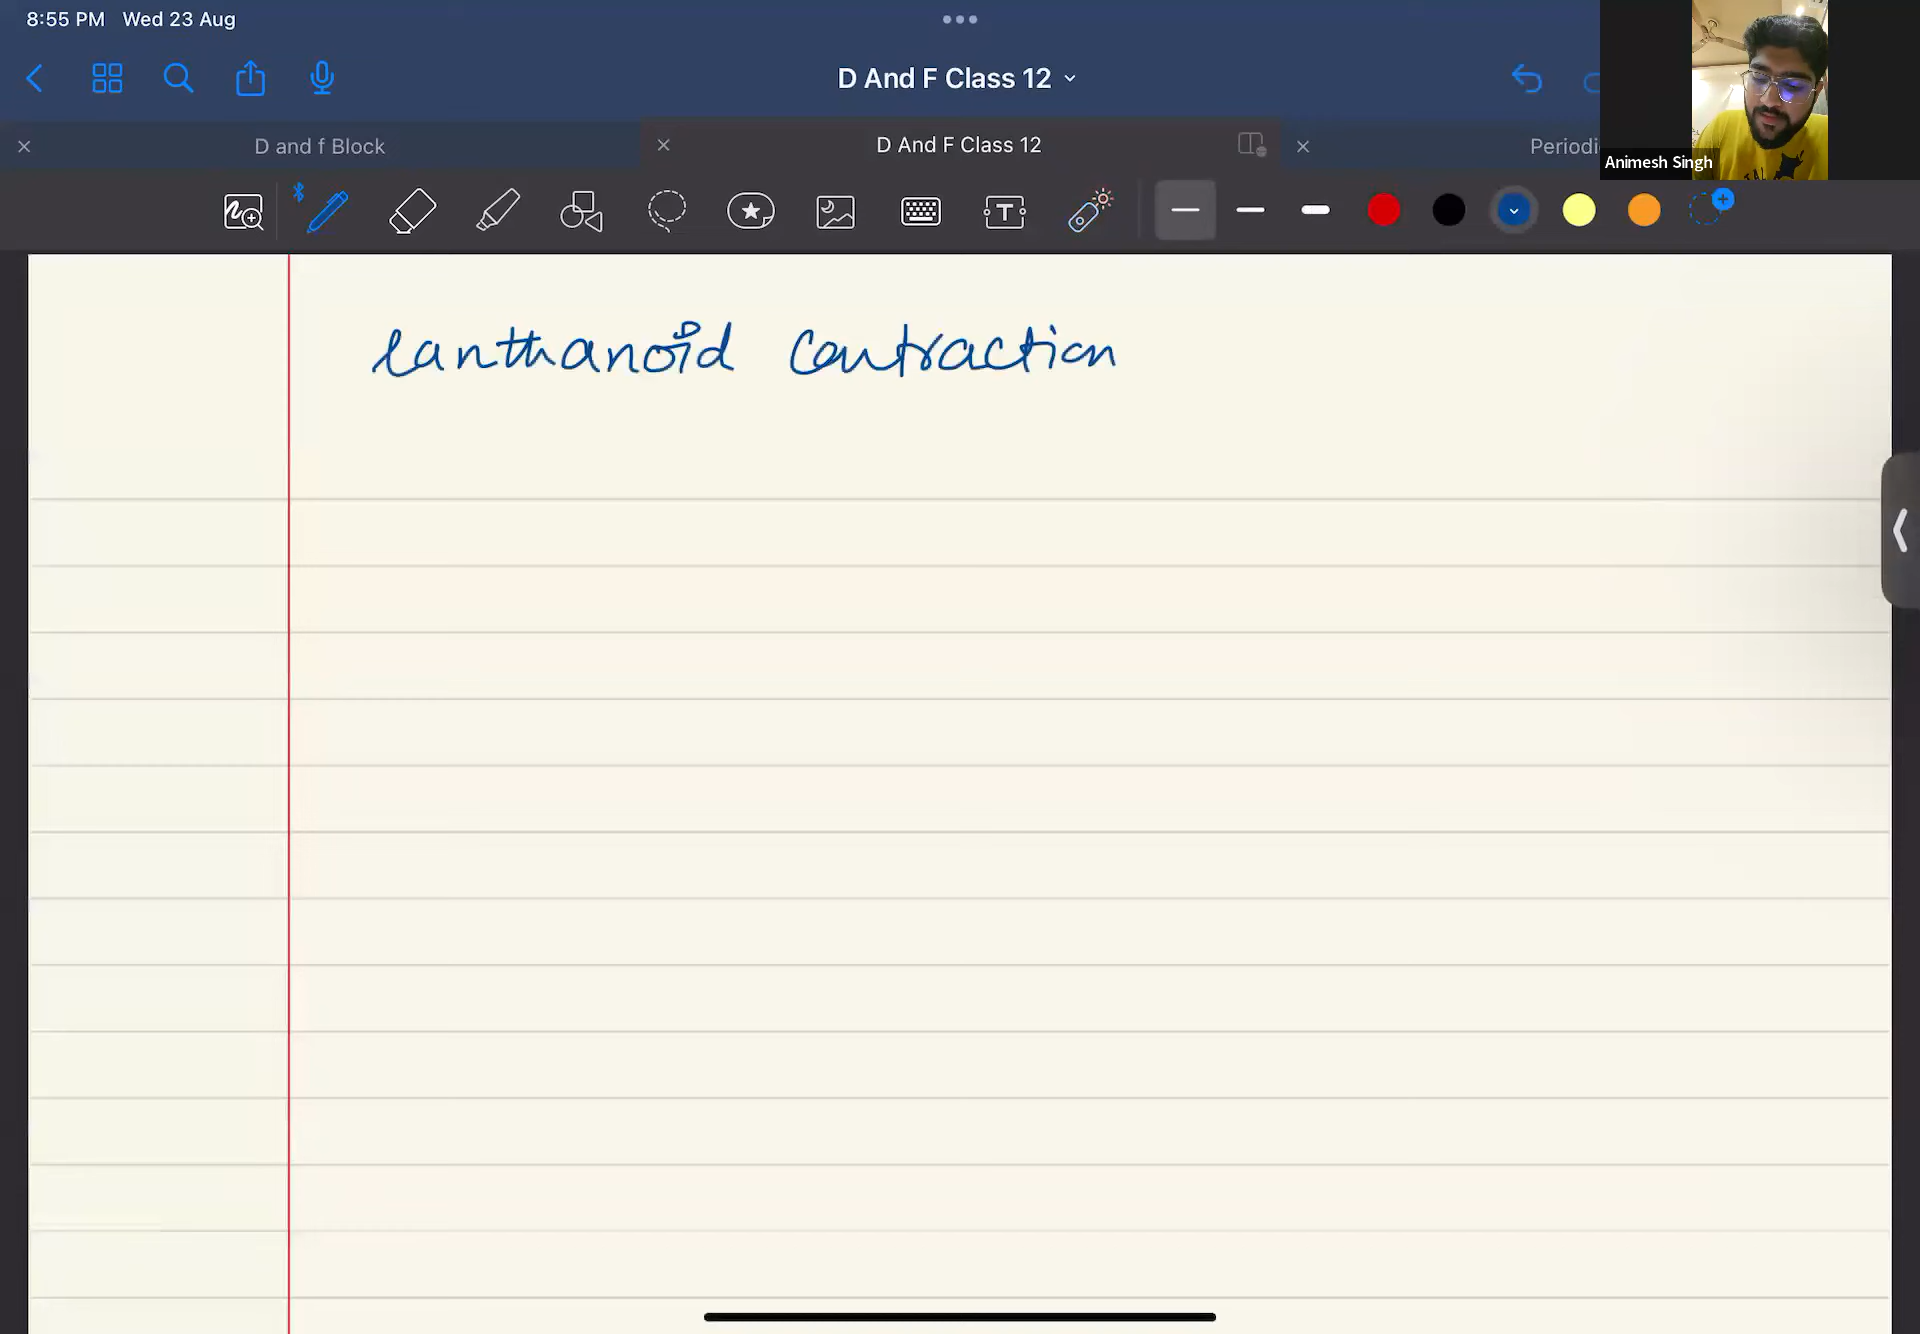 8:55 PM Wed 23 Aug
D And F Class 12
D and f Block
D And F Class 12
Periodi
Animesh Singh
T
lanthanoid contraction